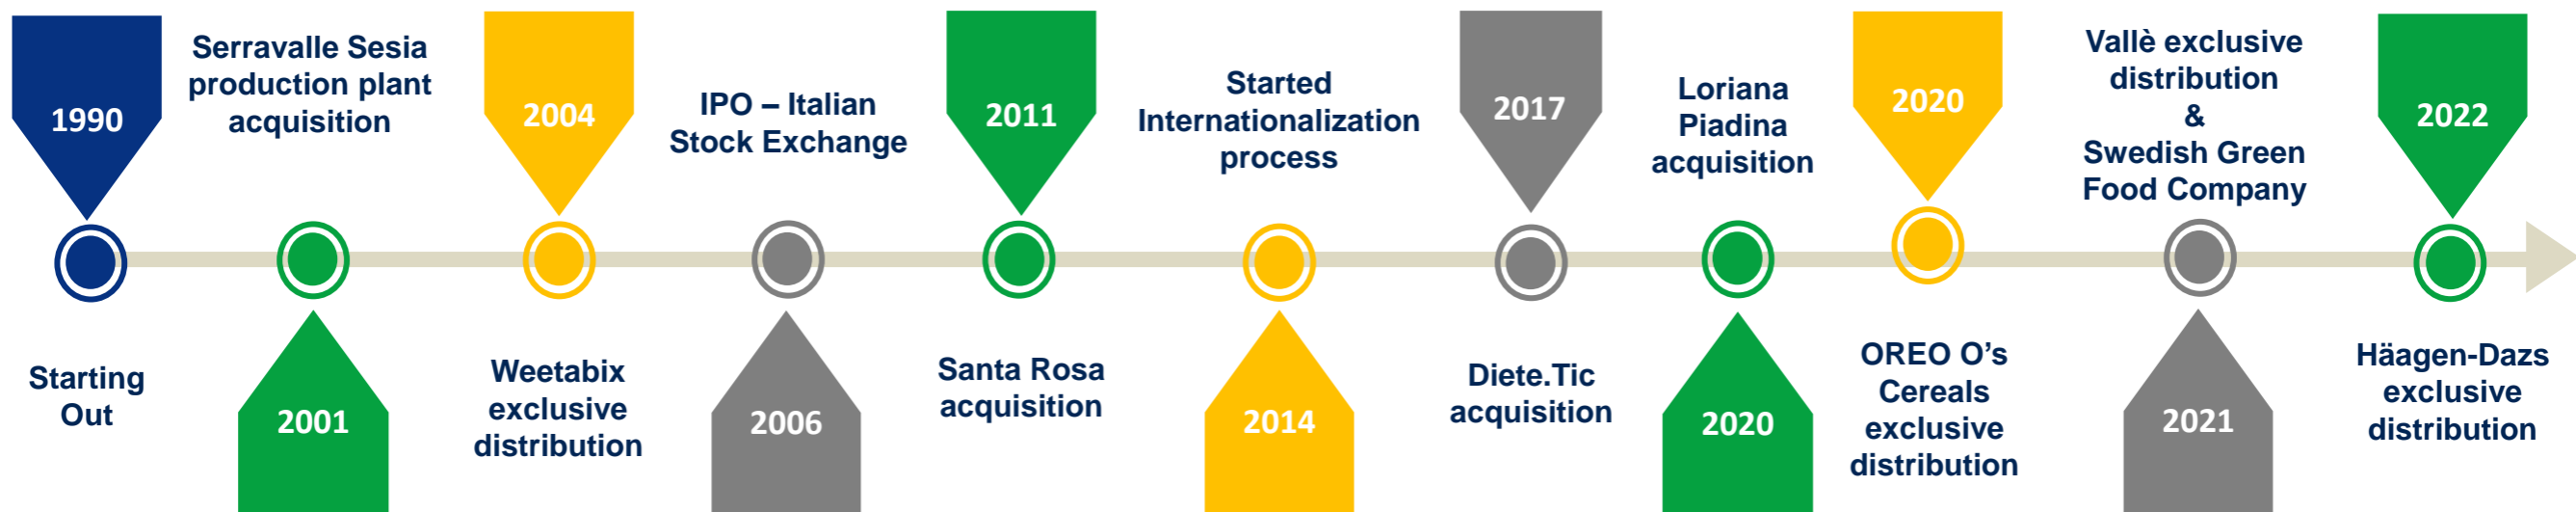 1990
Starting
Out
Serravalle Sesia
production plant
acquisition
2001
2004
Weetabix
exclusive
distribution
IPO – Italian
Stock Exchange
2006
2011
Santa Rosa
acquisition
Started
Internationalization
process
2014
2017
Diete.Tic
acquisition
Loriana
Piadina
acquisition
2020
2020
OREO O’s
Cereals
exclusive
distribution
Vallè exclusive
distribution
&
Swedish Green
Food Company
2021
2022
Häagen-Dazs
exclusive
distribution